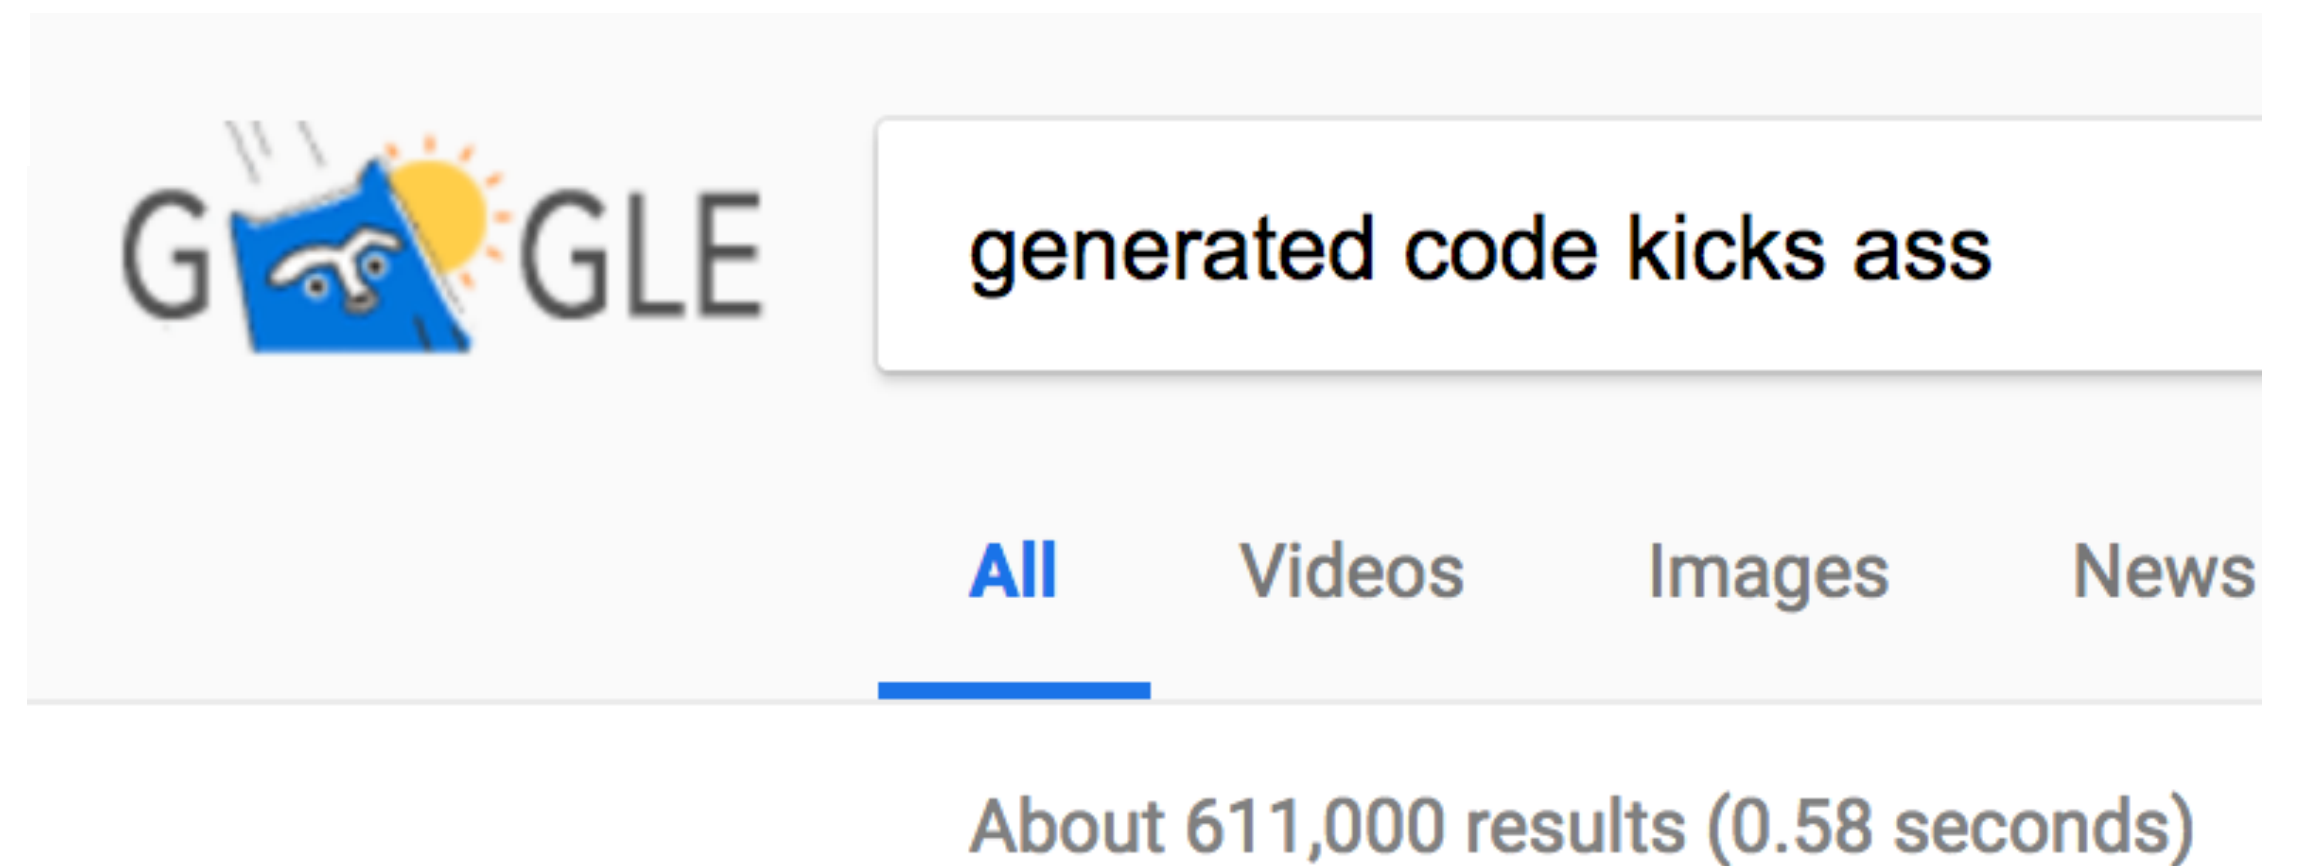 G GLE
generated code kicks ass
All Videos Images News
About 611,000 results (0.58 seconds)